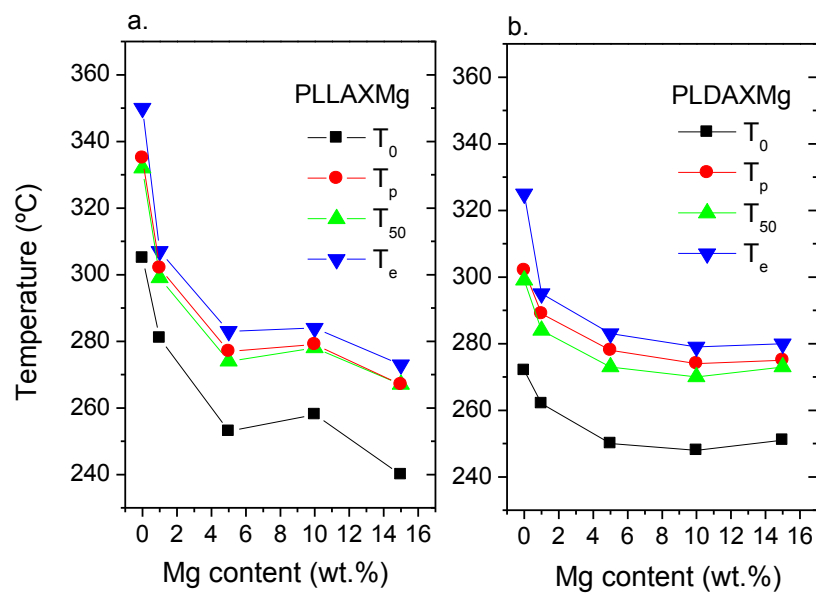 a.
b.
360
340
320
300
280
260
240
Temperature (ºC)
PLLAXMg
T0
Tp
T50
Te
0 2 4 6 8 10 12 14 16
Mg content (wt.%)
360
340
320
300
280
260
240
PLDAXMg
T0
Tp
T50
Te
0 2 4 6 8 10 12 14 16
Mg content (wt.%)